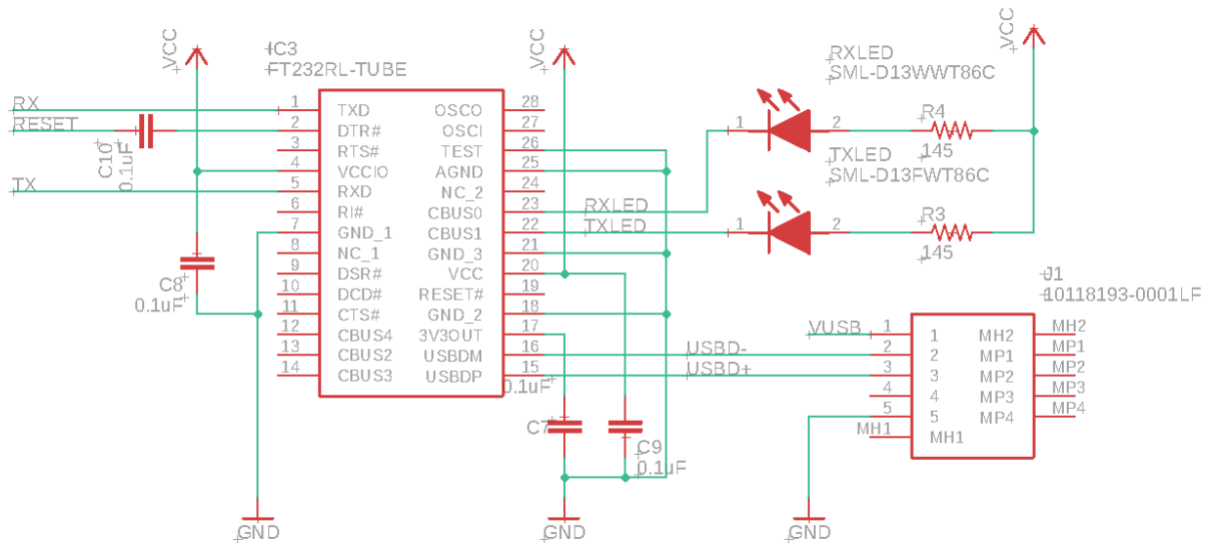 VCC
IC3
FT232RL-TUBE
RX
RESET
C10
0.1uF
TX
C8
0.1uF
GND
1 TXD
2 DTR#
3 RTS#
4 VCCIO
5 RXD
6 RI#
7 GND_1
8 NC_1
9 DSR#
10 DCD#
11 CTS#
12 CBUS4
13 CBUS2
14 CBUS3
OSCO 28
OSCI 27
TEST 26
AGND 25
NC_2 24
CBUS0 23
CBUS1 22
GND_3 21
VCC 20
RESET# 19
GND_2 18
3V3OUT 17
USBDM 16
USBDP 15
VCC
RXLED
TXLED
0.1uF
C7
C9
0.1uF
GND
RXLED
SML-D13WWT86C
1 2
R4
145
TXLED
SML-D13FWT86C
1 2
R3
145
VCC
J1
10118193-0001LF
VUSB
USBD-
USBD+
1 1
2 2
3 3
4 4
5 5
MH1 MH1
MH2 MH2
MP1 MP1
MP2 MP2
MP3 MP3
MP4 MP4
GND